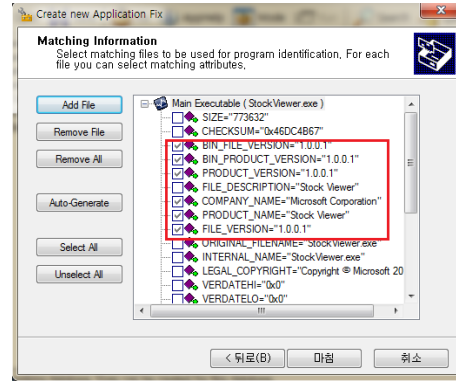 Create new Application Fix
Matching Information
Select matching files to be used for program identification, For each
file you can select matching attributes,
Add File
Remove File
Remove All
Auto-Generate
Select All
Unselect All
Main Executable ( StockViewer.exe )
SIZE="773632"
CHECKSUM="0x46DC4B67"
BIN_FILE_VERSION="1.0.0.1"
BIN_PRODUCT_VERSION="1.0.0.1"
PRODUCT_VERSION="1.0.0.1"
FILE_DESCRIPTION="Stock Viewer"
COMPANY_NAME="Microsoft Corporation"
PRODUCT_NAME="Stock Viewer"
FILE_VERSION="1.0.0.1"
ORIGINAL_FILENAME="StockViewer.exe
INTERNAL_NAME="StockViewer.exe"
LEGAL_COPYRIGHT="Copyright © Microsoft 20
VERDATEHI="0x0"
VERDATELO="0x0"
< 뒤로(B)
마침
취소